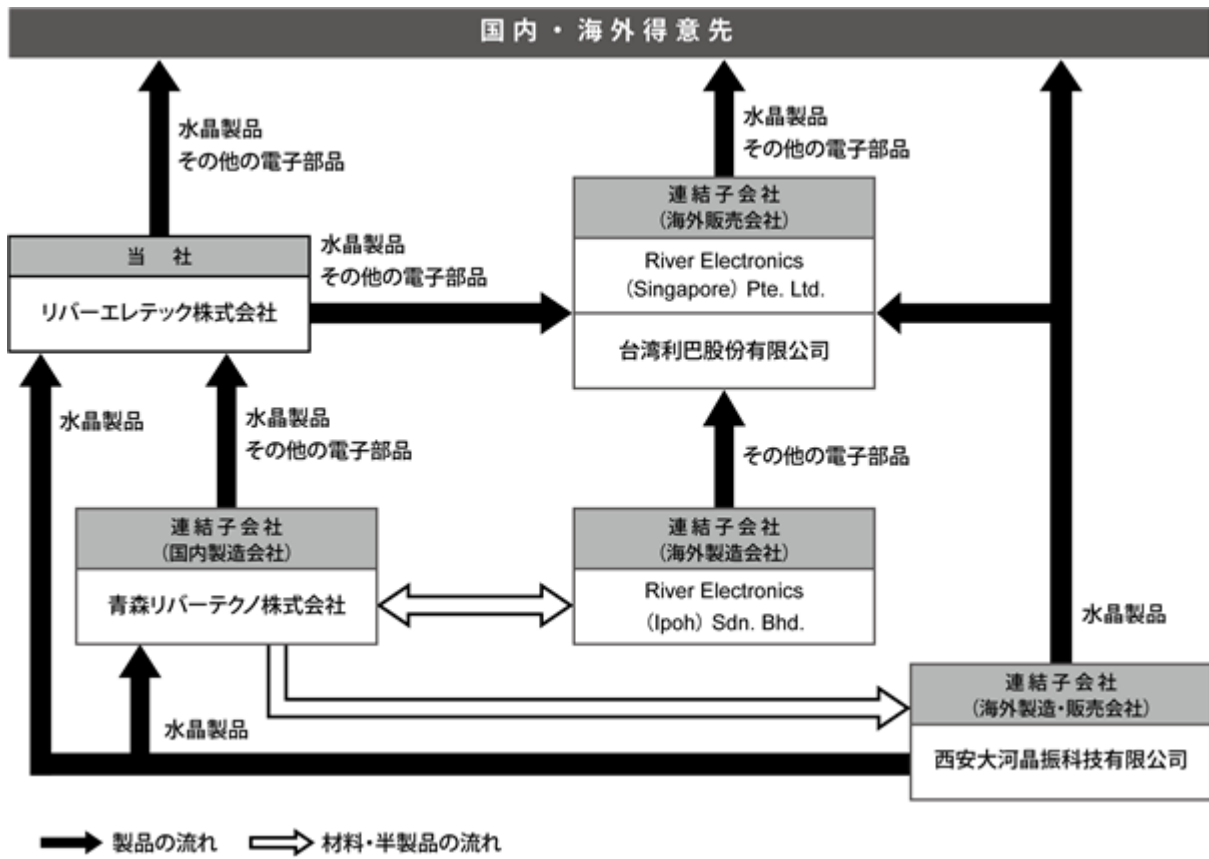 国内・海外得意先
水晶製品
その他の電子部品
水晶製品
その他の電子部品
連結子会社
（海外販売会社）
River Electronics
（Singapore）Pte. Ltd.
台湾利巴股份有限公司
当 社
リバーエレテック株式会社
水晶製品
その他の電子部品
水晶製品
水晶製品
その他の電子部品
その他の電子部品
連結子会社
（国内製造会社）
青森リバーテクノ株式会社
連結子会社
（海外製造会社）
River Electronics
（Ipoh）Sdn. Bhd.
水晶製品
水晶製品
連結子会社
（海外製造・販売会社）
西安大河晶振科技有限公司
製品の流れ
材料・半製品の流れ